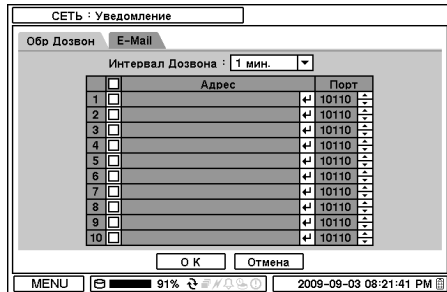 СЕТЬ : Уведомление
Обр Дозвон E-Mail
Интервал Дозвона : 1 мин.
Адрес Порт
1 10110
2 10110
3 10110
4 10110
5 10110
6 10110
7 10110
8 10110
9 10110
10 10110
О К Отмена
MENU 91% 2009-09-03 08:21:41 PM